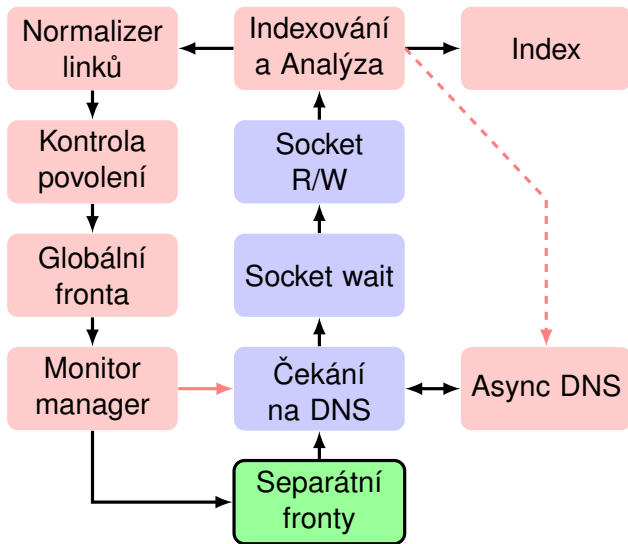 Normalizer
linků
Indexování
a Analýza
Index
Kontrola
povolení
Socket
R/W
Globální
fronta
Socket wait
Monitor
manager
Čekání
na DNS
Async DNS
Separátní
fronty